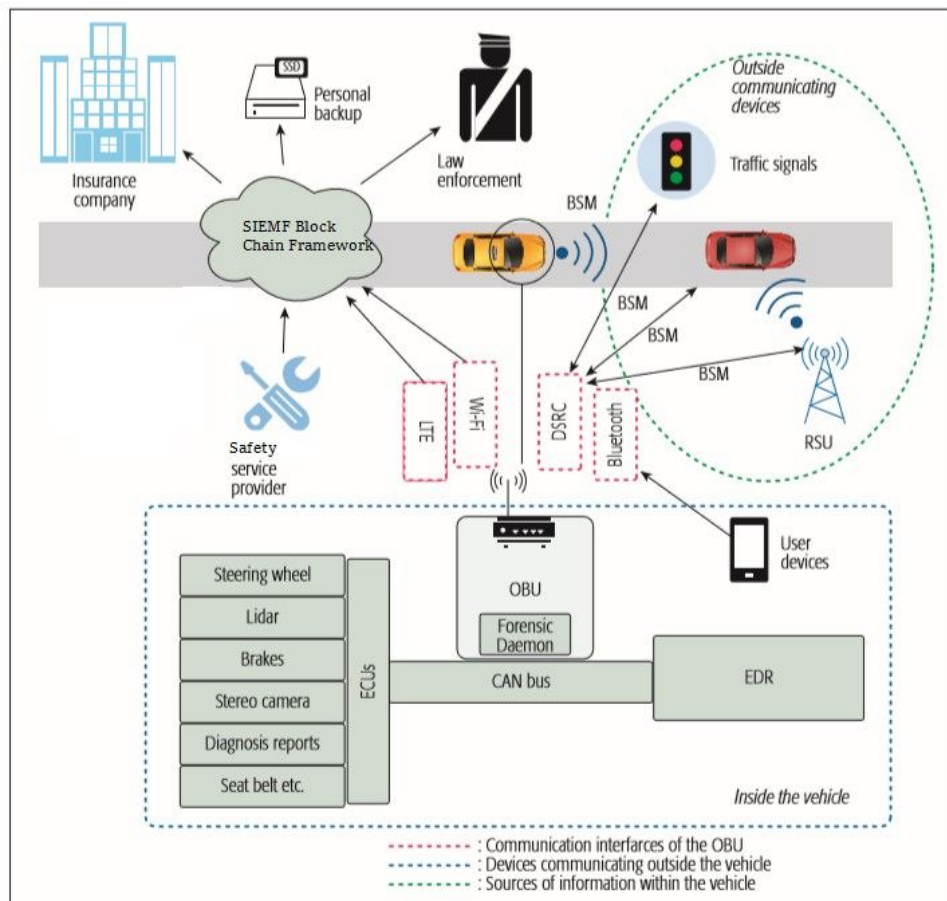 SSD
Personal
backup
Insurance
company
Law
enforcement
Outside
communicating
devices
Traffic signals
BSM
SIEMF Block
Chain Framework
BSM
BSM
BSM
RSU
LTE
Wi-Fi
DSRC
Bluetooth
Safety
service
provider
User
devices
OBU
Forensic
Daemon
Steering wheel
Lidar
Brakes
Stereo camera
Diagnosis reports
Seat belt etc.
ECUs
CAN bus
EDR
Inside the vehicle
: Communication interfarces of the OBU
: Devices communicating outside the vehicle
: Sources of information within the vehicle